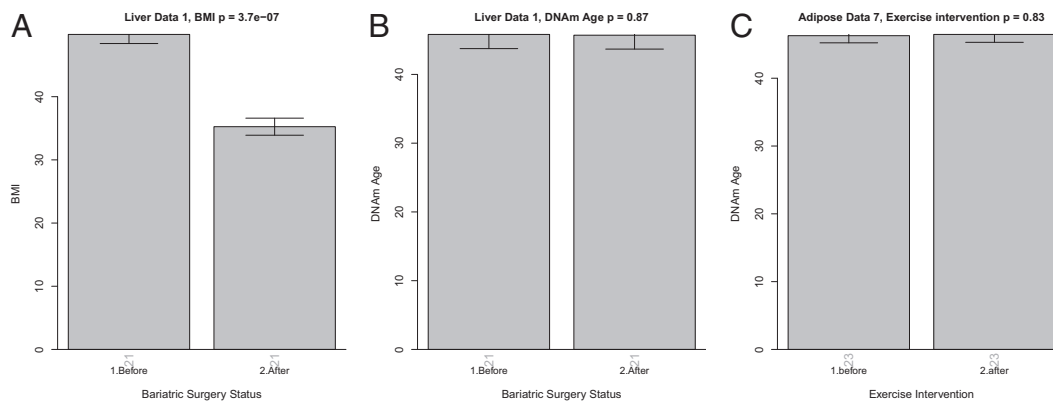 A
Liver Data 1, BMI p = 3.7e−07
BMI
0
10
20
30
40
21
21
1.Before
2.After
Bariatric Surgery Status
B
Liver Data 1, DNAm Age p = 0.87
DNAm Age
0
10
20
30
40
21
21
1.Before
2.After
Bariatric Surgery Status
C
Adipose Data 7, Exercise intervention p = 0.83
DNAm Age
0
10
20
30
40
23
23
1.before
2.after
Exercise Intervention